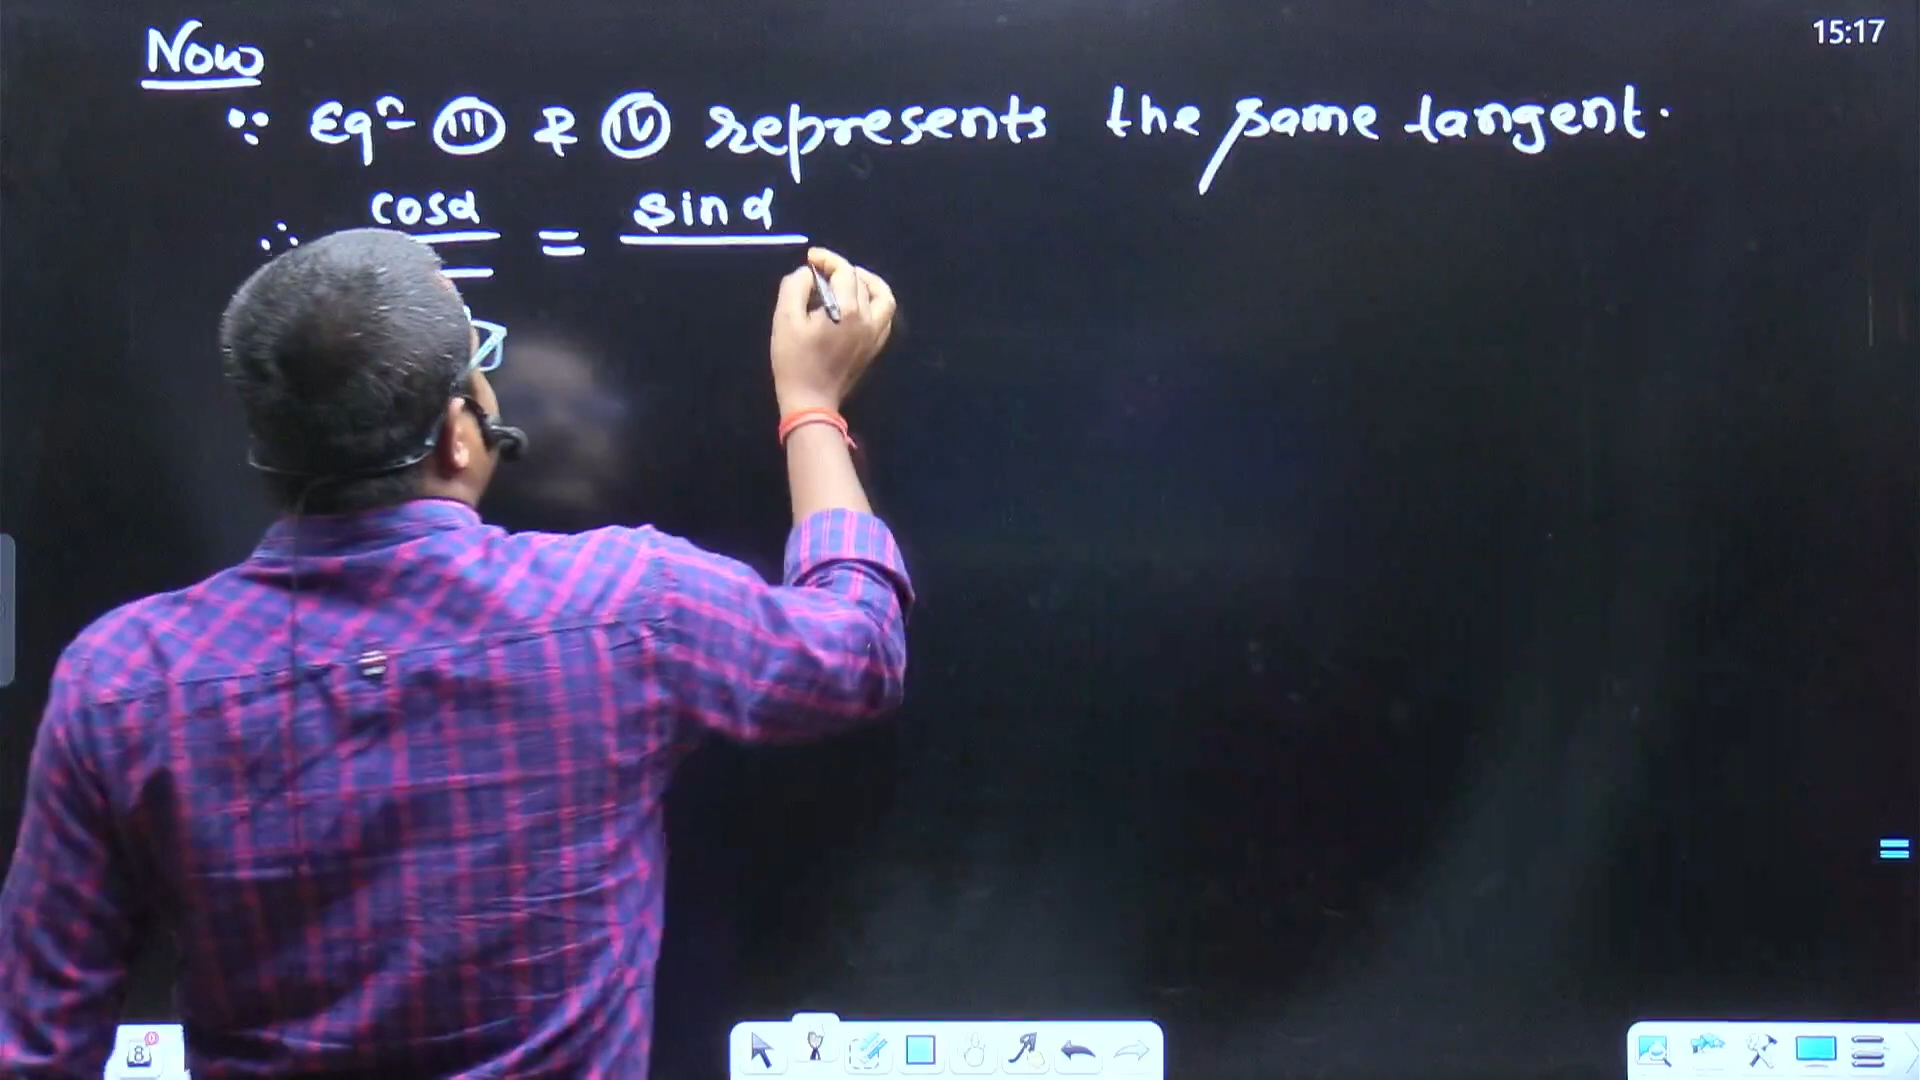 15:17
Now
∵ Eqⁿ- III & IV represents the same tangent.
∴ cosα/ = sinα/